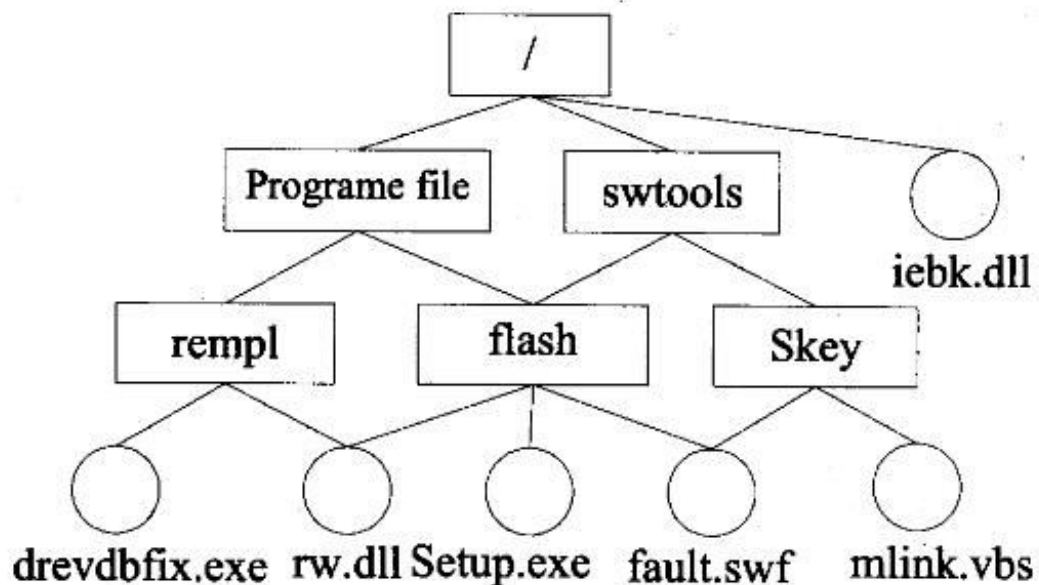 /
Programe file
swtools
iebk.dll
rempl
flash
Skey
drevdbfix.exe
rw.dll
Setup.exe
fault.swf
mlink.vbs